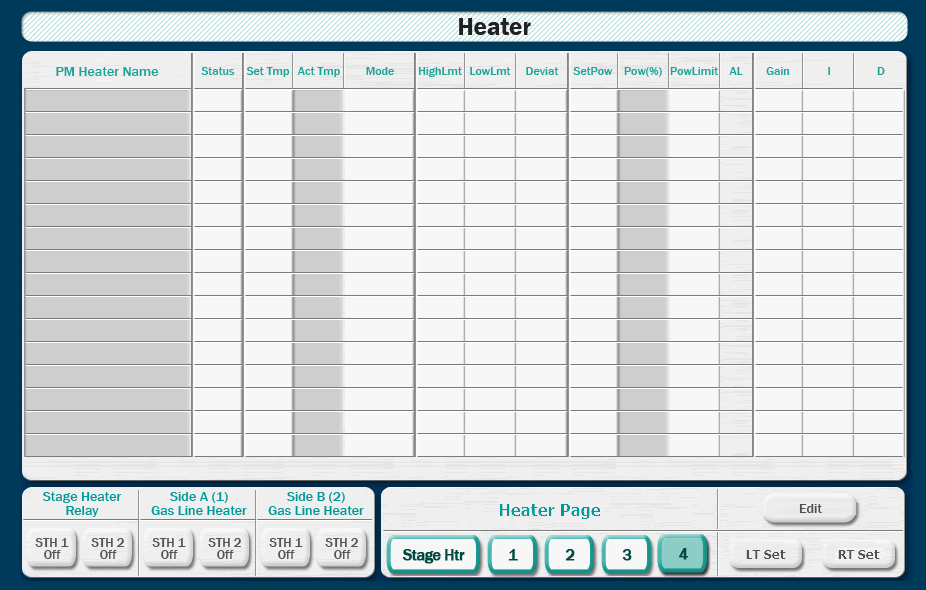 Heater
PM Heater Name Status Set Tmp Act Tmp Mode HighLmt LowLmt Deviat SetPow Pow(%) PowLimit AL Gain I D
Stage Heater
Relay
STH 1
Off
STH 2
Off
Side A (1)
Gas Line Heater
STH 1
Off
STH 2
Off
Side B (2)
Gas Line Heater
STH 1
Off
STH 2
Off
Heater Page
Stage Htr 1 2 3 4
Edit
LT Set RT Set